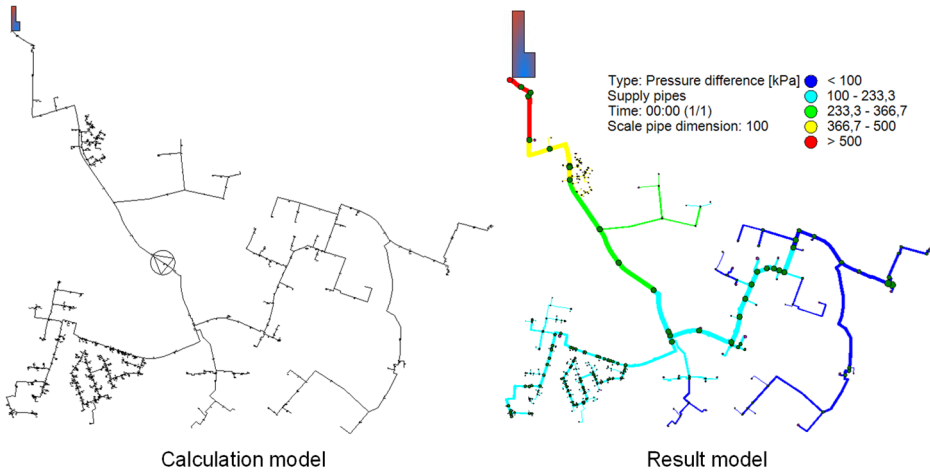 Type: Pressure difference [kPa]
Supply pipes
Time: 00:00 (1/1)
Scale pipe dimension: 100
< 100
100 - 233,3
233,3 - 366,7
366,7 - 500
> 500
Calculation model
Result model